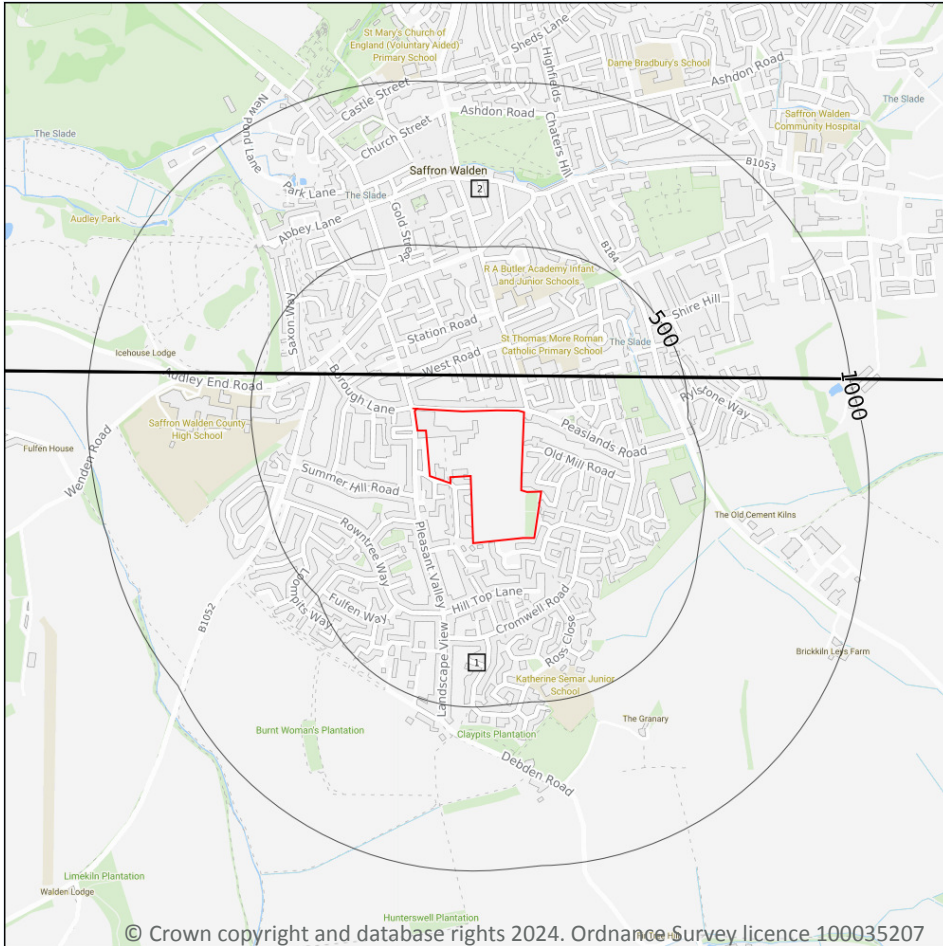 St Mary's Church of
England (Voluntary Aided)
Primary School
Sheds Lane
Highfields
Dame Bradbury's School
Ashdon Road
New Pond Lane
Castle Street
The Slade
Ashdon Road
Chaters Hill
Saffron Walden
Community Hospital
The Slade
Church Street
B1053
Saffron Walden
2
Park Lane
The Slade
Audley Park
Abbey Lane
Gold Street
B184
R A Butler Academy Infant
and Junior Schools
Saxon Way
Shire Hill
500
Station Road
St Thomas More Roman
Catholic Primary School
The Slade
Icehouse Lodge
West Road
1000
Audley End Road
Borough Lane
Rylstone Way
Saffron Walden County
High School
Peaslands Road
Fulfen House
Wenden Road
Old Mill Road
Summer Hill Road
The Old Cement Kilns
Rowntree Way
Pleasant Valley
Loompits Way
Fulfen Way
Hill Top Lane
B1052
Cromwell Road
Ross Close
Landscape View
1
Brickkiln Leys Farm
Katherine Semar Junior
School
The Granary
Burnt Woman's Plantation
Claypits Plantation
Debden Road
Limekiln Plantation
Walden Lodge
Hunterswell Plantation
© Crown copyright and database rights 2024. Ordnance Survey licence 100035207